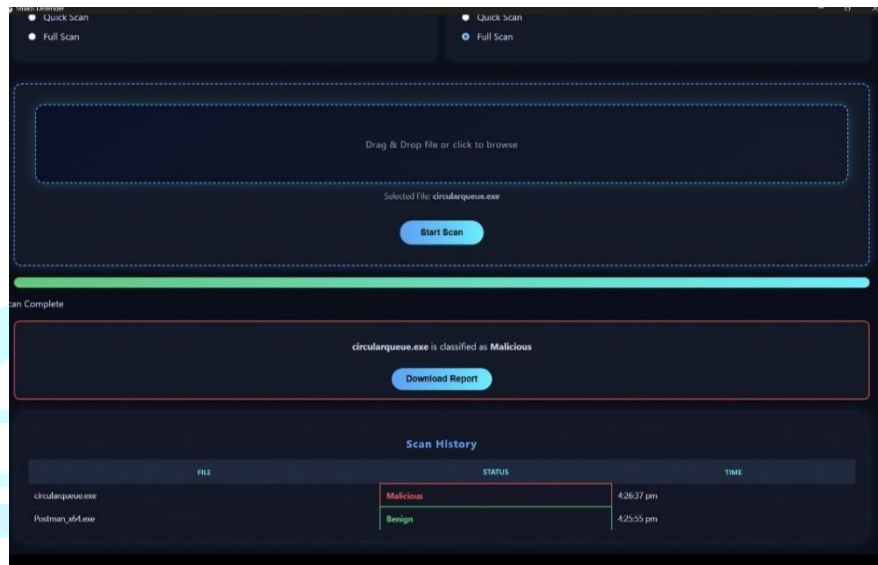 Shakti Defender
Quick Scan
Quick Scan
Full Scan
Full Scan
Drag & Drop file or click to browse
Selected File: circularqueue.exe
Start Scan
can Complete
circularqueue.exe is classified as Malicious
Download Report
Scan History
FILE STATUS TIME
circularqueue.exe Malicious 4:26:37 pm
Postman_x64.exe Benign 4:25:55 pm